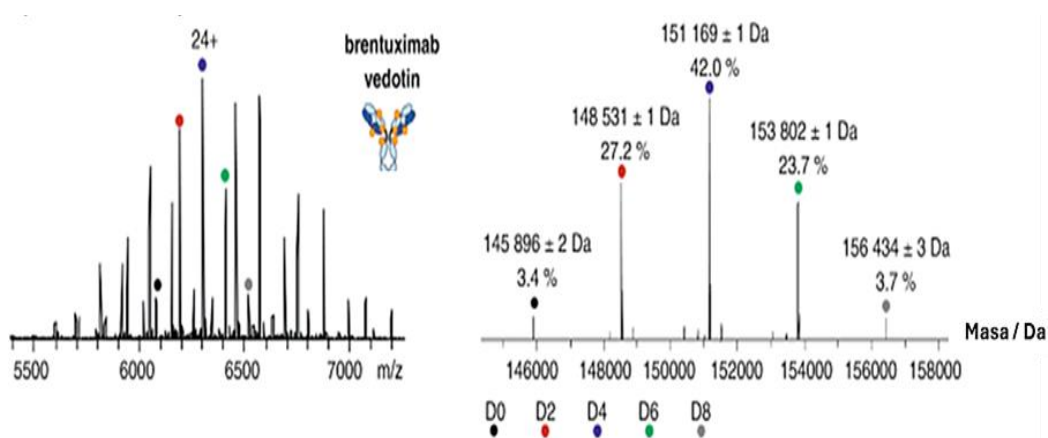 24+
brentuximab
vedotin
5500 6000 6500 7000 m/z
151 169 ± 1 Da
42.0 %
148 531 ± 1 Da
27.2 %
153 802 ± 1 Da
23.7 %
145 896 ± 2 Da
3.4 %
156 434 ± 3 Da
3.7 %
Masa / Da
146000 148000 150000 152000 154000 156000 158000
D0 D2 D4 D6 D8